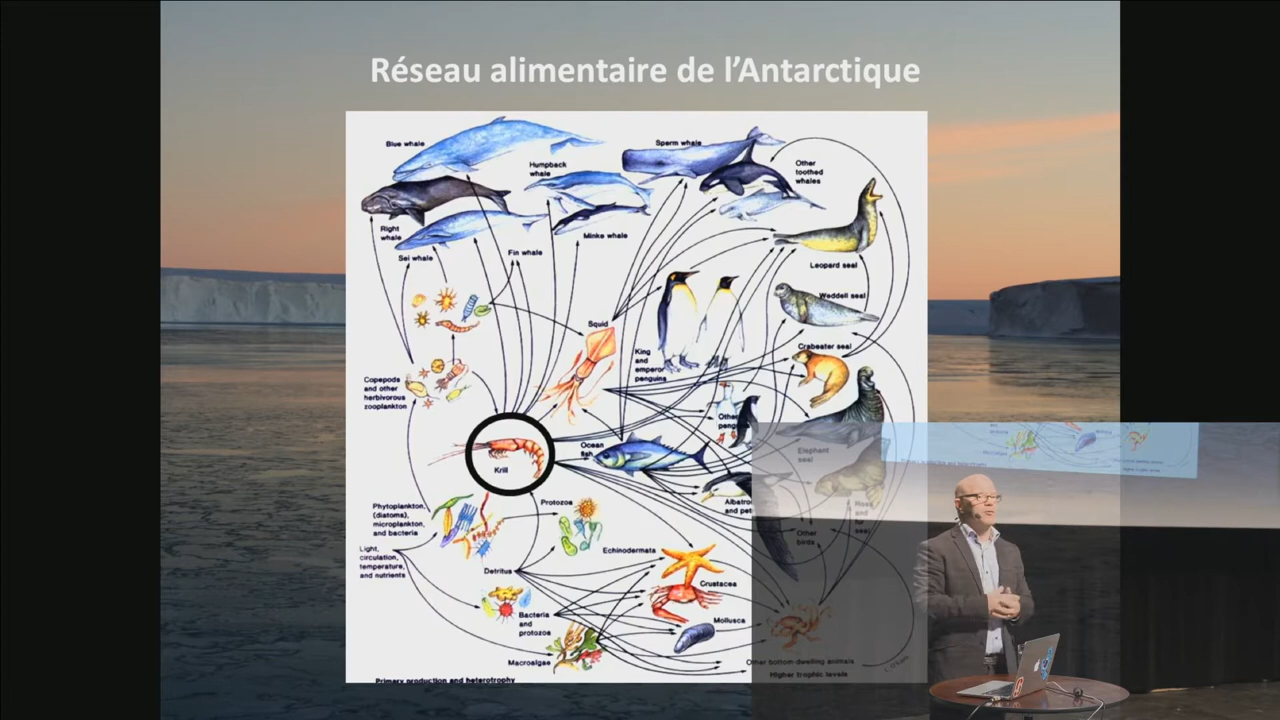 Réseau alimentaire de l'Antarctique
Blue whale
Humpback
whale
Sperm whale
Other
toothed
whales
Right
whale
Sei whale
Fin whale
Minke whale
Leopard seal
Weddell seal
Squid
King
and
emperor
penguins
Crabeater seal
Copepods
and other
herbivorous
zooplankton
Other
Krill
Ocean
fish
Elephant
seal
Phytoplankton,
(diatoms),
microplankton,
and bacteria
Protozoa
and
Other
birds
Light,
circulation,
temperature,
and nutrients
Echinodermata
Detritus
Crustacea
Bacteria
and
protozoa
Mollusca
Macroalgae
Other bottom-dwelling animals
Higher trophic levels
Primary production and heterotrophy